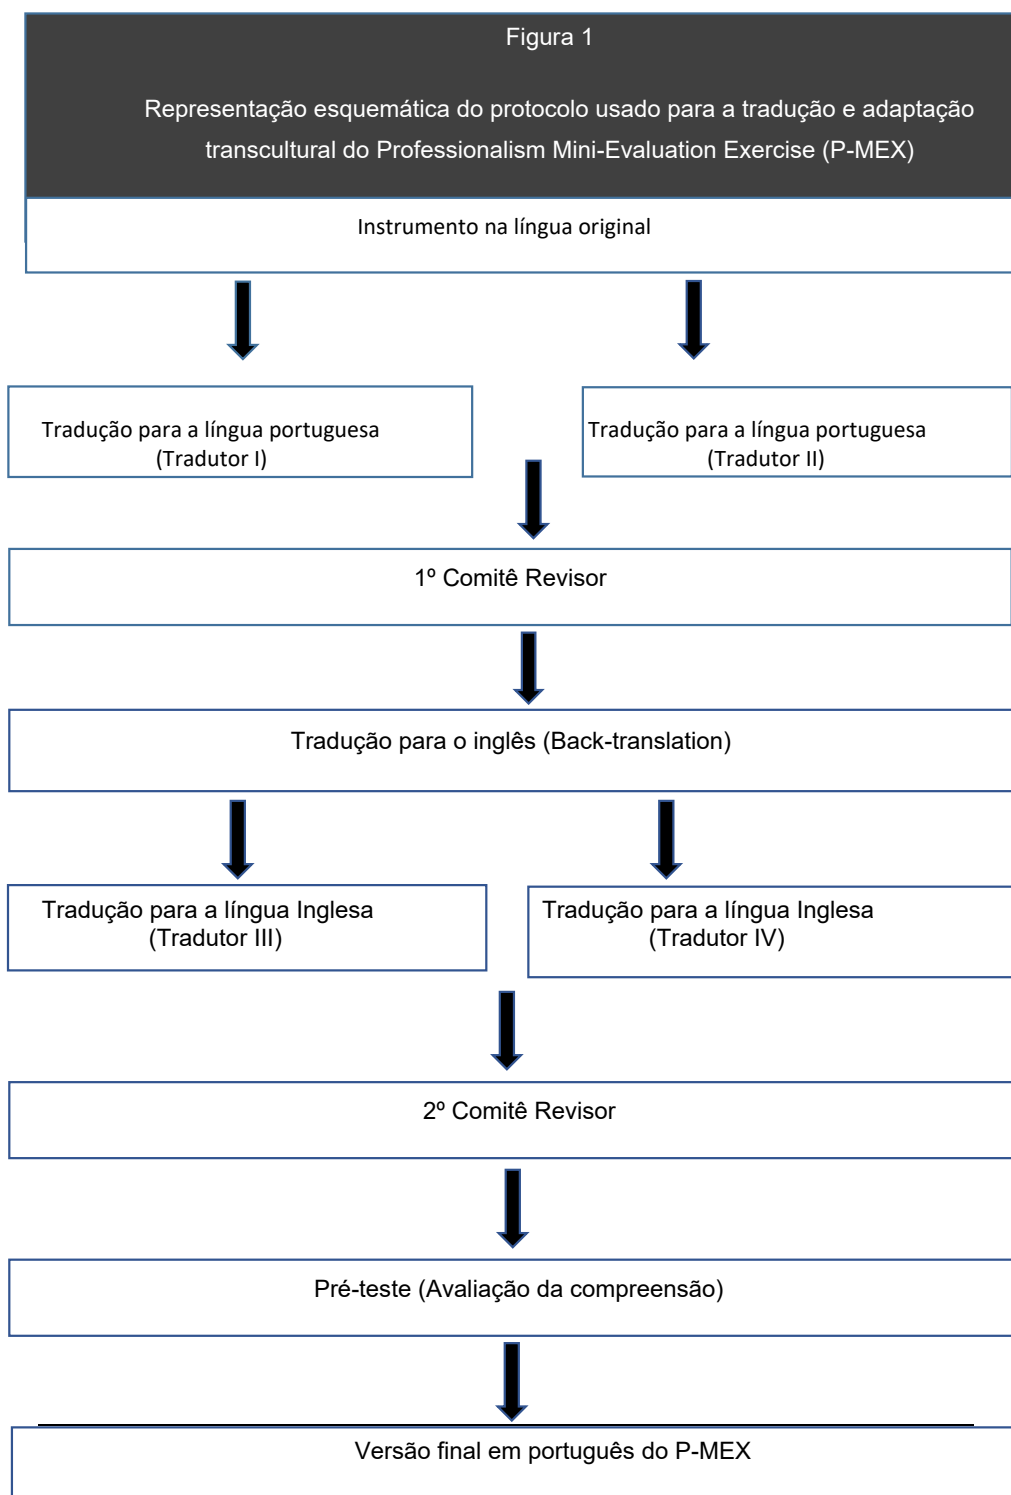 Figura 1
Representação esquemática do protocolo usado para a tradução e adaptação
transcultural do Professionalism Mini-Evaluation Exercise (P-MEX)
Instrumento na língua original
Tradução para a língua portuguesa
(Tradutor I)
Tradução para a língua portuguesa
(Tradutor II)
1º Comitê Revisor
Tradução para o inglês (Back-translation)
Tradução para a língua Inglesa
(Tradutor III)
Tradução para a língua Inglesa
(Tradutor IV)
2º Comitê Revisor
Pré-teste (Avaliação da compreensão)
Versão final em português do P-MEX